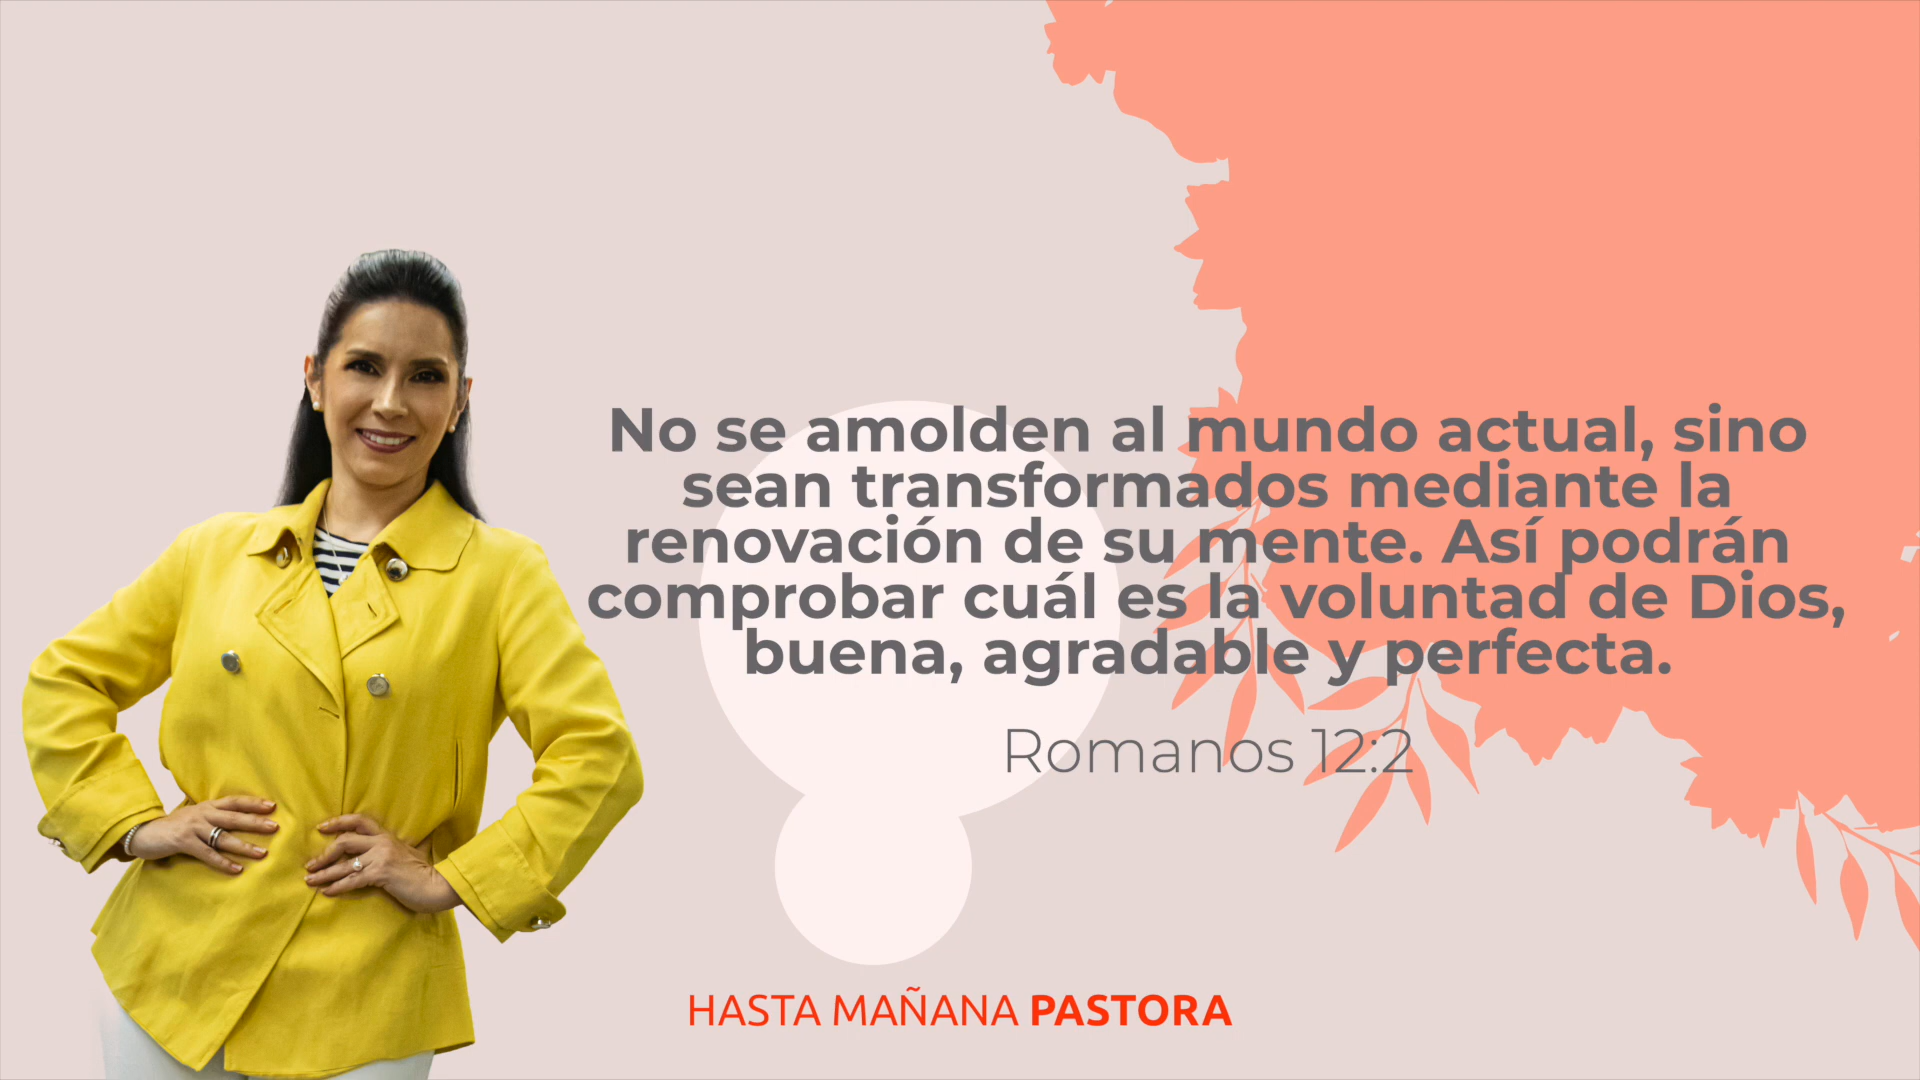 No se amolden al mundo actual, sino
sean transformados mediante la
renovación de su mente. Así podrán
comprobar cuál es la voluntad de Dios,
buena, agradable y perfecta.
Romanos 12:2
HASTA MAÑANA PASTORA